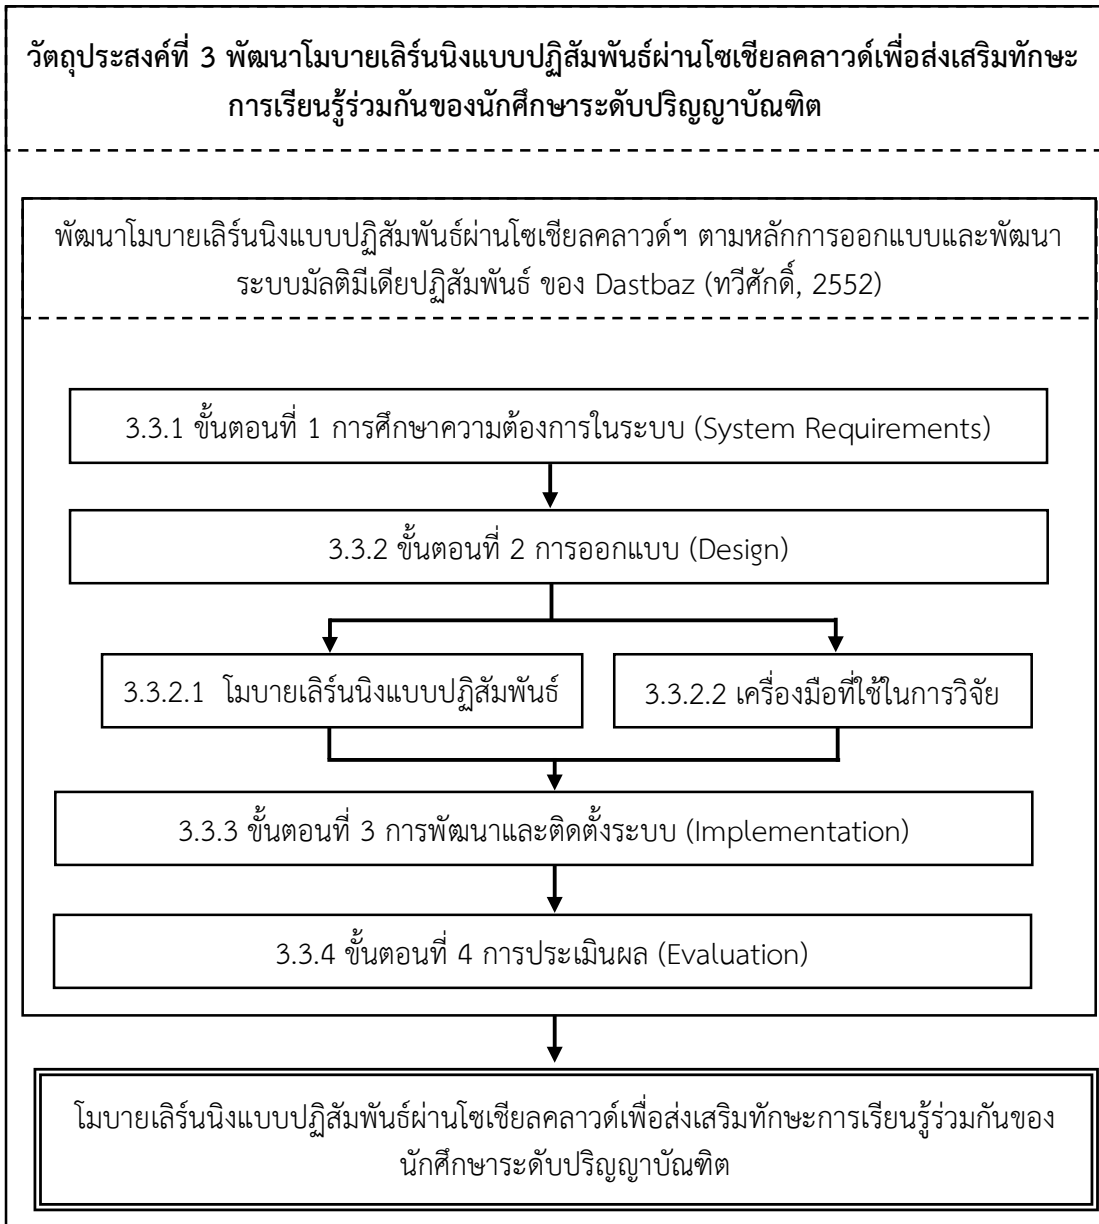 วัตถุประสงค์ที่ 3 พัฒนาโมบายเลิร์นนิงแบบปฏิสัมพันธ์ผ่านโซเชียลคลาวด์เพื่อส่งเสริมทักษะ
การเรียนรู้ร่วมกันของนักศึกษาระดับปริญญาบัณฑิต
พัฒนาโมบายเลิร์นนิงแบบปฏิสัมพันธ์ผ่านโซเชียลคลาวด์ฯ ตามหลักการออกแบบและพัฒนา
ระบบมัลติมีเดียปฏิสัมพันธ์ ของ Dastbaz (ทวีศักดิ์, 2552)
3.3.1 ขั้นตอนที่ 1 การศึกษาความต้องการในระบบ (System Requirements)
3.3.2 ขั้นตอนที่ 2 การออกแบบ (Design)
3.3.2.1 โมบายเลิร์นนิงแบบปฏิสัมพันธ์
3.3.2.2 เครื่องมือที่ใช้ในการวิจัย
3.3.3 ขั้นตอนที่ 3 การพัฒนาและติดตั้งระบบ (Implementation)
3.3.4 ขั้นตอนที่ 4 การประเมินผล (Evaluation)
โมบายเลิร์นนิงแบบปฏิสัมพันธ์ผ่านโซเชียลคลาวด์เพื่อส่งเสริมทักษะการเรียนรู้ร่วมกันของ
นักศึกษาระดับปริญญาบัณฑิต